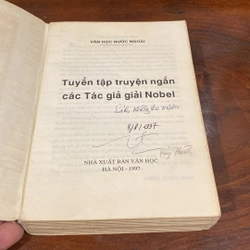 VĂN HỌC NƯỚC NGOÀI
Tuyển tập truyện ngắn
các Tác giả giải Nobel
NHÀ XUẤT BẢN VĂN HỌC
HÀ NỘI - 1997